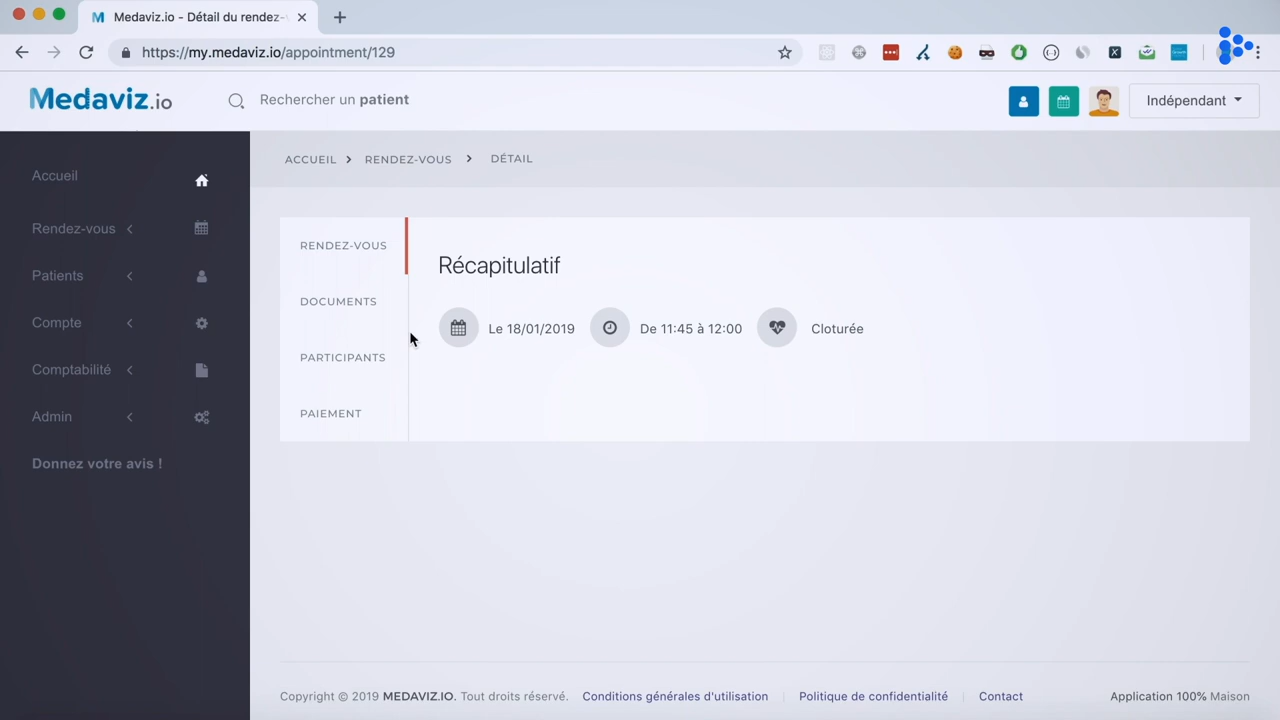 Medaviz.io - Détail du rendez-
https://my.medaviz.io/appointment/129
Medaviz.io
Rechercher un patient
Indépendant
Accueil
Rendez-vous
Patients
Compte
Comptabilité
Admin
Donnez votre avis !
ACCUEIL > RENDEZ-VOUS > DÉTAIL
RENDEZ-VOUS
DOCUMENTS
PARTICIPANTS
PAIEMENT
Récapitulatif
Le 18/01/2019 De 11:45 à 12:00 Cloturée
Copyright © 2019 MEDAVIZ.IO. Tout droits réservé. Conditions générales d'utilisation Politique de confidentialité Contact Application 100% Maison